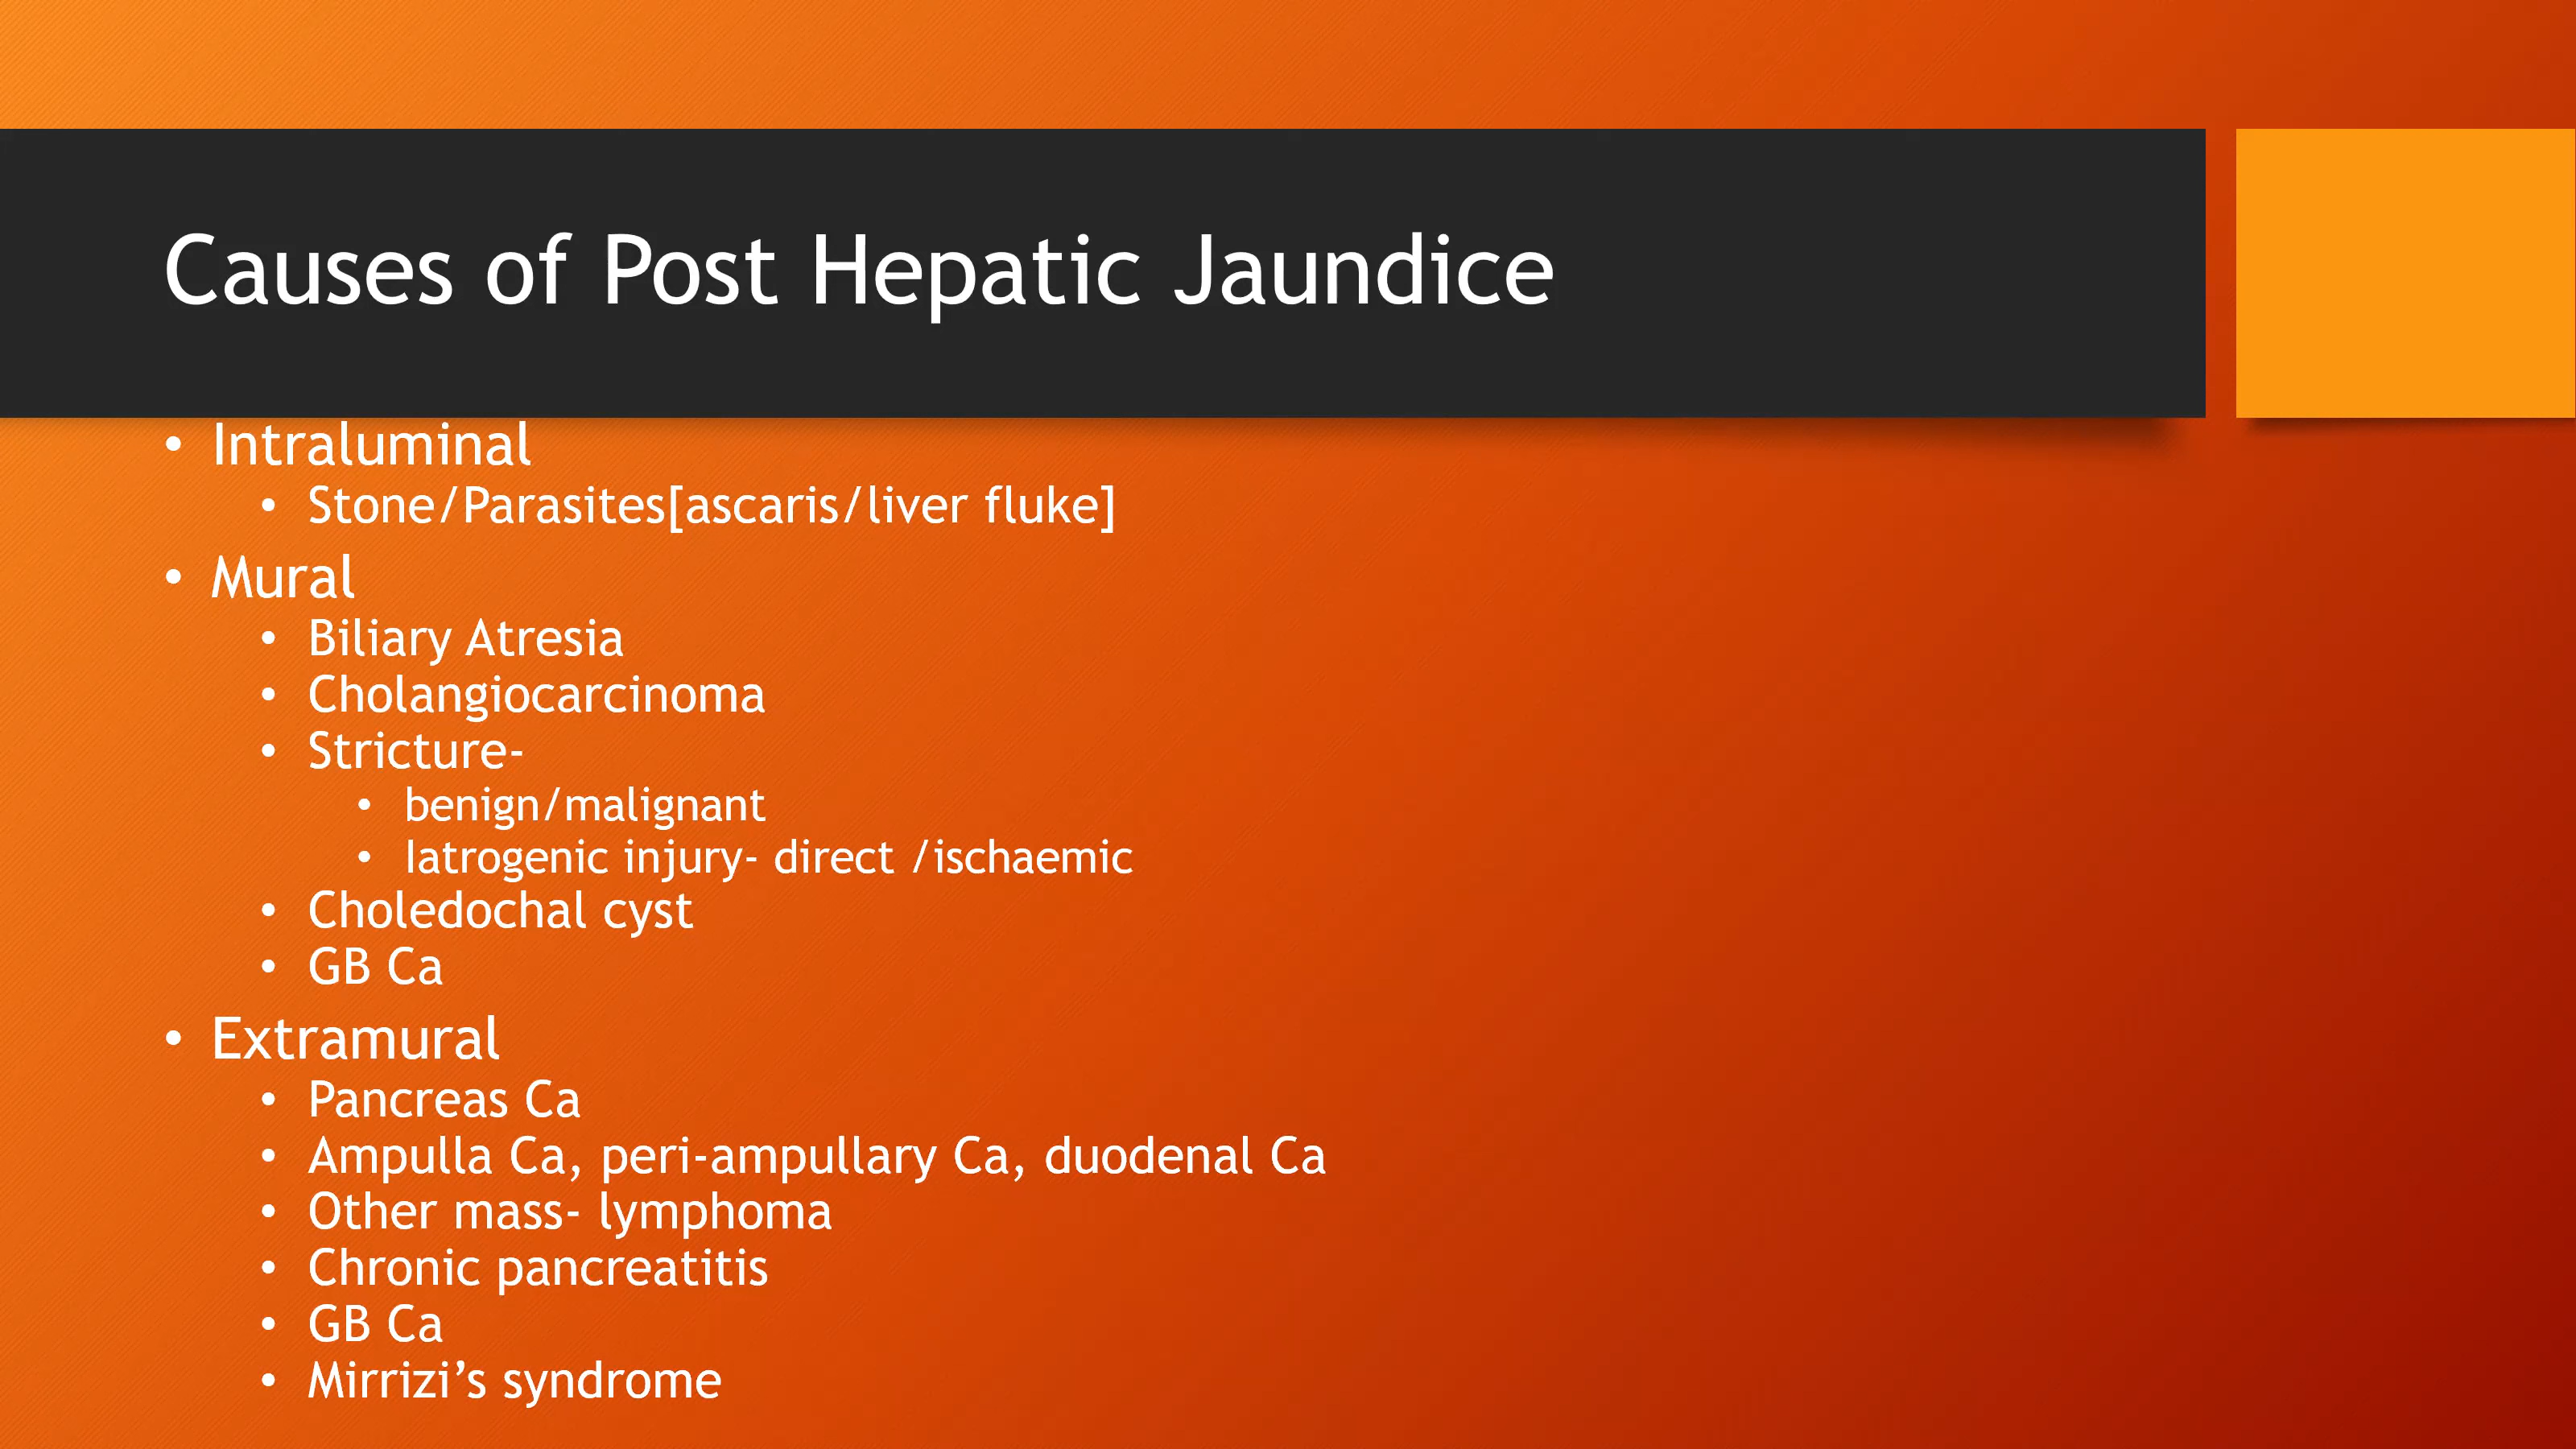 Causes of Post Hepatic Jaundice
• Intraluminal
• Stone/Parasites[ascaris/liver fluke]
• Mural
• Biliary Atresia
• Cholangiocarcinoma
• Stricture-
• benign/malignant
• Iatrogenic injury- direct /ischaemic
• Choledochal cyst
• GB Ca
• Extramural
• Pancreas Ca
• Ampulla Ca, peri-ampullary Ca, duodenal Ca
• Other mass- lymphoma
• Chronic pancreatitis
• GB Ca
• Mirrizi’s syndrome